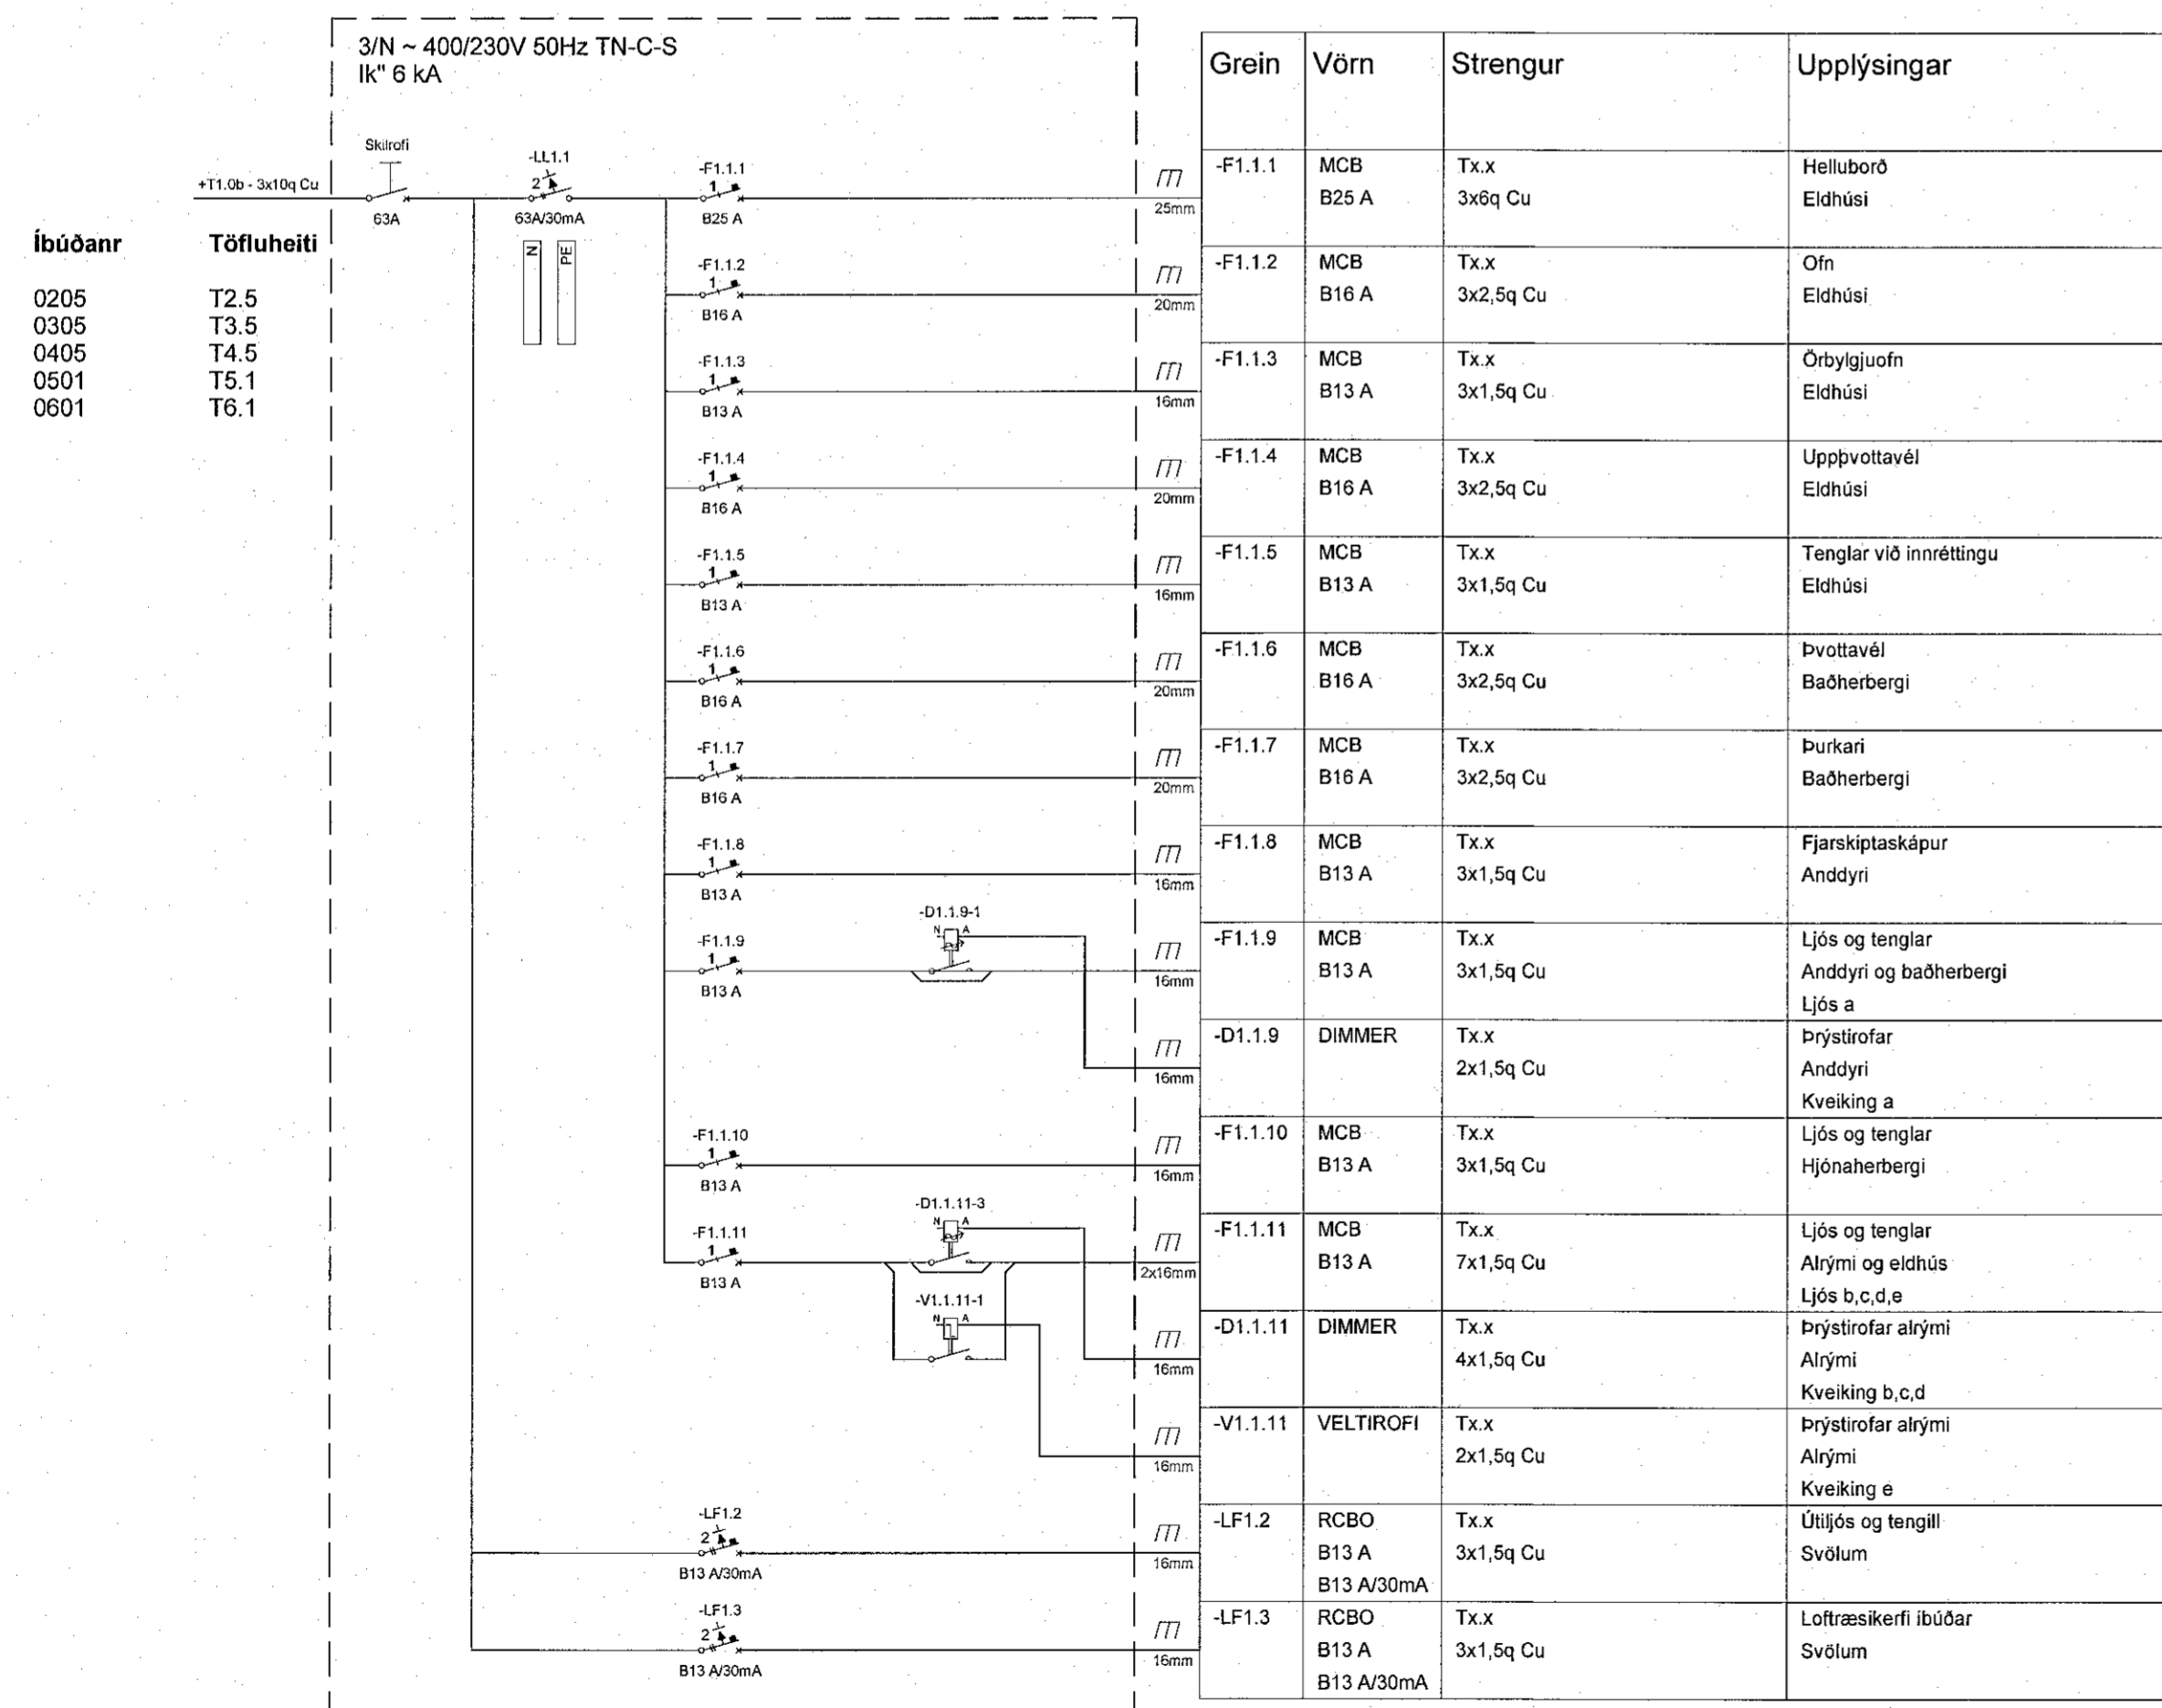 3/N ~ 400/230V 50Hz TN-C-S
Ik" 6 kA
+T1.0b - 3x10q Cu
Skilrofi
63A
-LL1.1
2
63A/30mA
N
PE
Íbúðanr Töfluheiti
0205 T2.5
0305 T3.5
0405 T4.5
0501 T5.1
0601 T6.1
-F1.1.1
1
B25 A
25mm
-F1.1.2
1
B16 A
20mm
-F1.1.3
1
B13 A
16mm
-F1.1.4
1
B16 A
20mm
-F1.1.5
1
B13 A
16mm
-F1.1.6
1
B16 A
20mm
-F1.1.7
1
B16 A
20mm
-F1.1.8
1
B13 A
16mm
-F1.1.9
1
B13 A
-D1.1.9-1
N A
16mm
16mm
-F1.1.10
1
B13 A
16mm
-F1.1.11
1
B13 A
-D1.1.11-3
N A
2x16mm
-V1.1.11-1
N A
16mm
16mm
-LF1.2
2
B13 A/30mA
16mm
-LF1.3
2
B13 A/30mA
16mm
Grein Vörn Strengur Upplýsingar
-F1.1.1 MCB Tx.x Helluborð
B25 A 3x6q Cu Eldhúsi
-F1.1.2 MCB Tx.x Ofn
B16 A 3x2,5q Cu Eldhúsi
-F1.1.3 MCB Tx.x Örbylgjuofn
B13 A 3x1,5q Cu Eldhúsi
-F1.1.4 MCB Tx.x Uppþvottavél
B16 A 3x2,5q Cu Eldhúsi
-F1.1.5 MCB Tx.x Tenglar við innréttingu
B13 A 3x1,5q Cu Eldhúsi
-F1.1.6 MCB Tx.x Þvottavél
B16 A 3x2,5q Cu Baðherbergi
-F1.1.7 MCB Tx.x Þurkari
B16 A 3x2,5q Cu Baðherbergi
-F1.1.8 MCB Tx.x Fjarskiptaskápur
B13 A 3x1,5q Cu Anddyri
-F1.1.9 MCB Tx.x Ljós og tenglar
B13 A 3x1,5q Cu Anddyri og baðherbergi
Ljós a
-D1.1.9 DIMMER Tx.x Þrýstirofar
2x1,5q Cu Anddyri
Kveiking a
-F1.1.10 MCB Tx.x Ljós og tenglar
B13 A 3x1,5q Cu Hjónaherbergi
-F1.1.11 MCB Tx.x Ljós og tenglar
B13 A 7x1,5q Cu Alrými og eldhús
Ljós b,c,d,e
-D1.1.11 DIMMER Tx.x Þrýstirofar alrými
4x1,5q Cu Alrými
Kveiking b,c,d
-V1.1.11 VELTIROFI Tx.x Þrýstirofar alrými
2x1,5q Cu Alrými
Kveiking e
-LF1.2 RCBO Tx.x Útiljós og tengill
B13 A 3x1,5q Cu Svölum
B13 A/30mA
-LF1.3 RCBO Tx.x Loftræsikerfi íbúðar
B13 A 3x1,5q Cu Svölum
B13 A/30mA